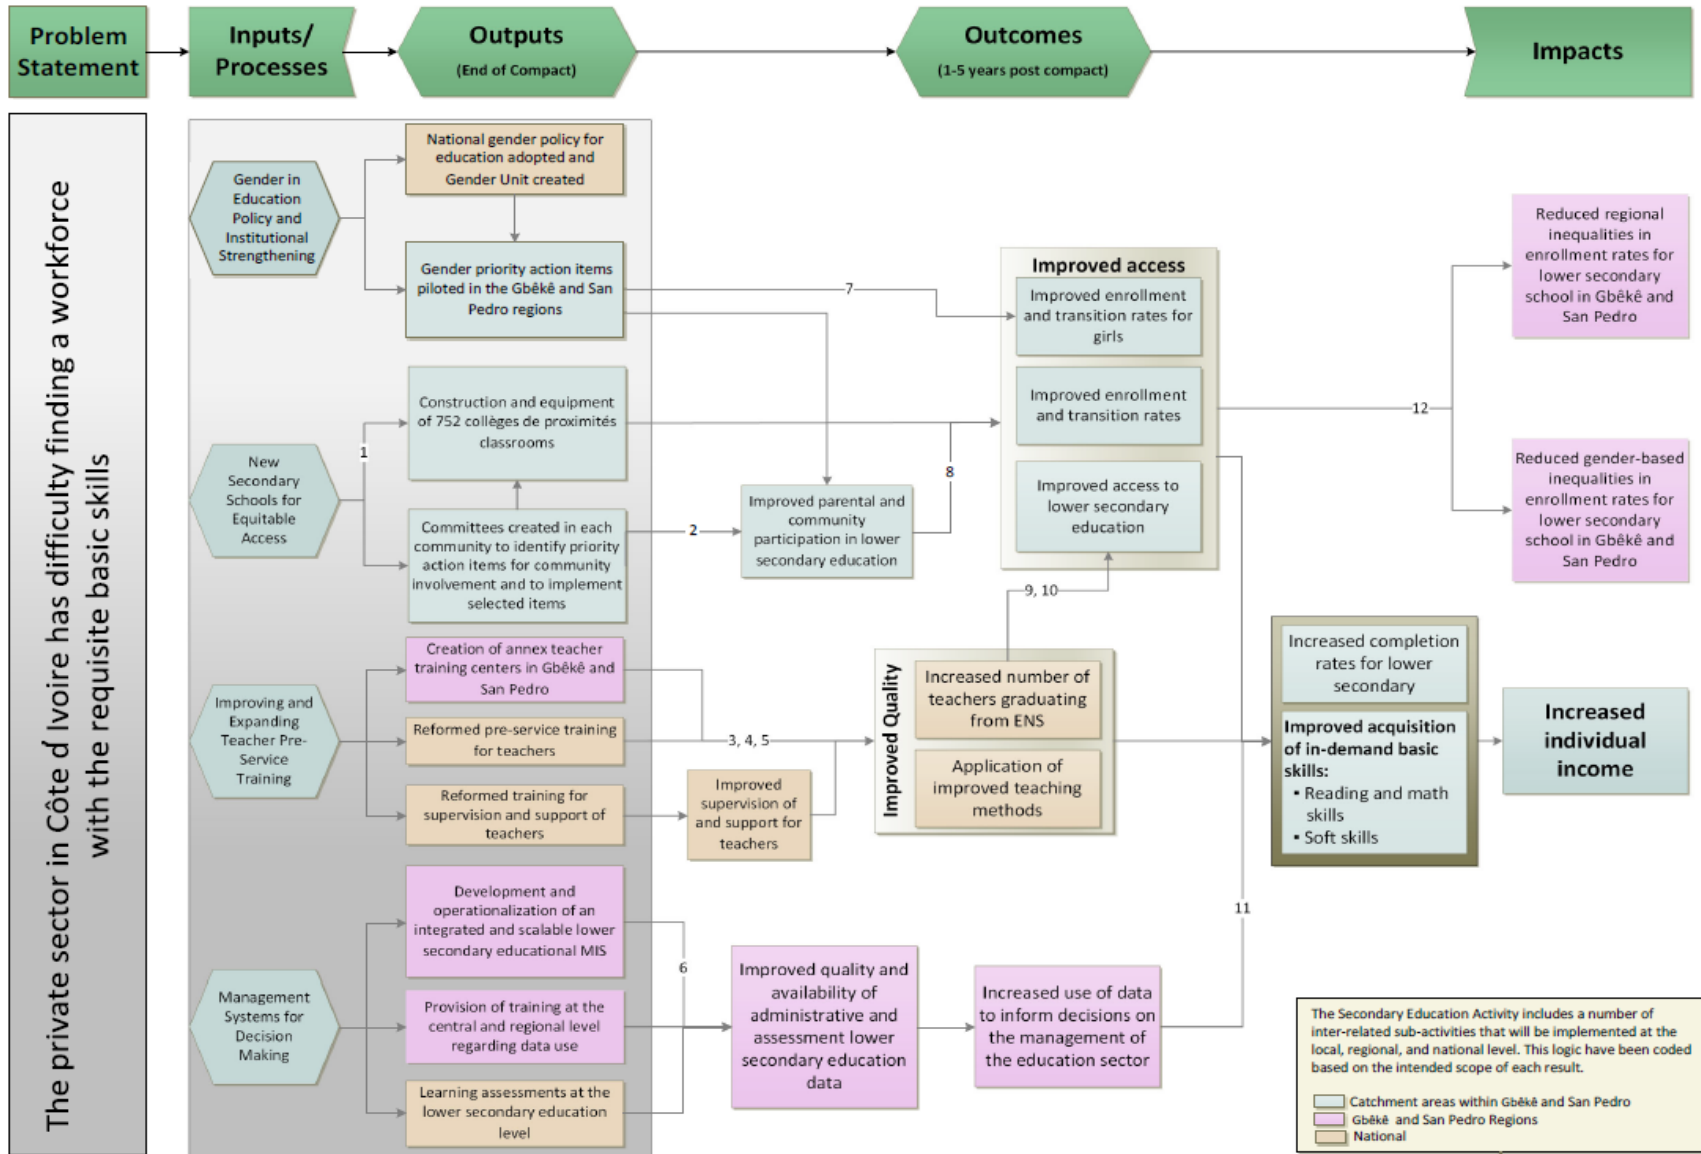 Problem
Statement
Inputs/
Processes
Outputs
(End of Compact)
Outcomes
(1-5 years post compact)
Impacts
The private sector in Côte d́ Ivoire has difficulty finding a workforce
with the requisite basic skills
Gender in
Education
Policy and
Institutional
Strengthening
National gender policy for
education adopted and
Gender Unit created
Gender priority action items
piloted in the Gbêkê and San
Pedro regions
7
New
Secondary
Schools for
Equitable
Access
1
Construction and equipment
of 752 collèges de proximités
classrooms
Committees created in each
community to identify priority
action items for community
involvement and to implement
selected items
2
Improved parental and
community
participation in lower
secondary education
8
Improved access
Improved enrollment
and transition rates for
girls
Improved enrollment
and transition rates
Improved access to
lower secondary
education
9, 10
12
Reduced regional
inequalities in
enrollment rates for
lower secondary
school in Gbêkê and
San Pedro
Reduced gender-based
inequalities in
enrollment rates for
lower secondary
school in Gbêkê and
San Pedro
Improving and
Expanding
Teacher Pre-
Service
Training
Creation of annex teacher
training centers in Gbêkê and
San Pedro
Reformed pre-service training
for teachers
Reformed training for
supervision and support of
teachers
3, 4, 5
Improved
supervision of
and support for
teachers
Improved Quality
Increased number of
teachers graduating
from ENS
Application of
improved teaching
methods
Increased completion
rates for lower
secondary
Improved acquisition
of in-demand basic
skills:
▪ Reading and math
skills
▪ Soft skills
Increased
individual
income
Management
Systems for
Decision
Making
Development and
operationalization of an
integrated and scalable lower
secondary educational MIS
Provision of training at the
central and regional level
regarding data use
Learning assessments at the
lower secondary education
level
6
Improved quality and
availability of
administrative and
assessment lower
secondary education
data
Increased use of data
to inform decisions on
the management of
the education sector
11
The Secondary Education Activity includes a number of
inter-related sub-activities that will be implemented at the
local, regional, and national level. This logic have been coded
based on the intended scope of each result.
Catchment areas within Gbêkê and San Pedro
Gbêkê and San Pedro Regions
National